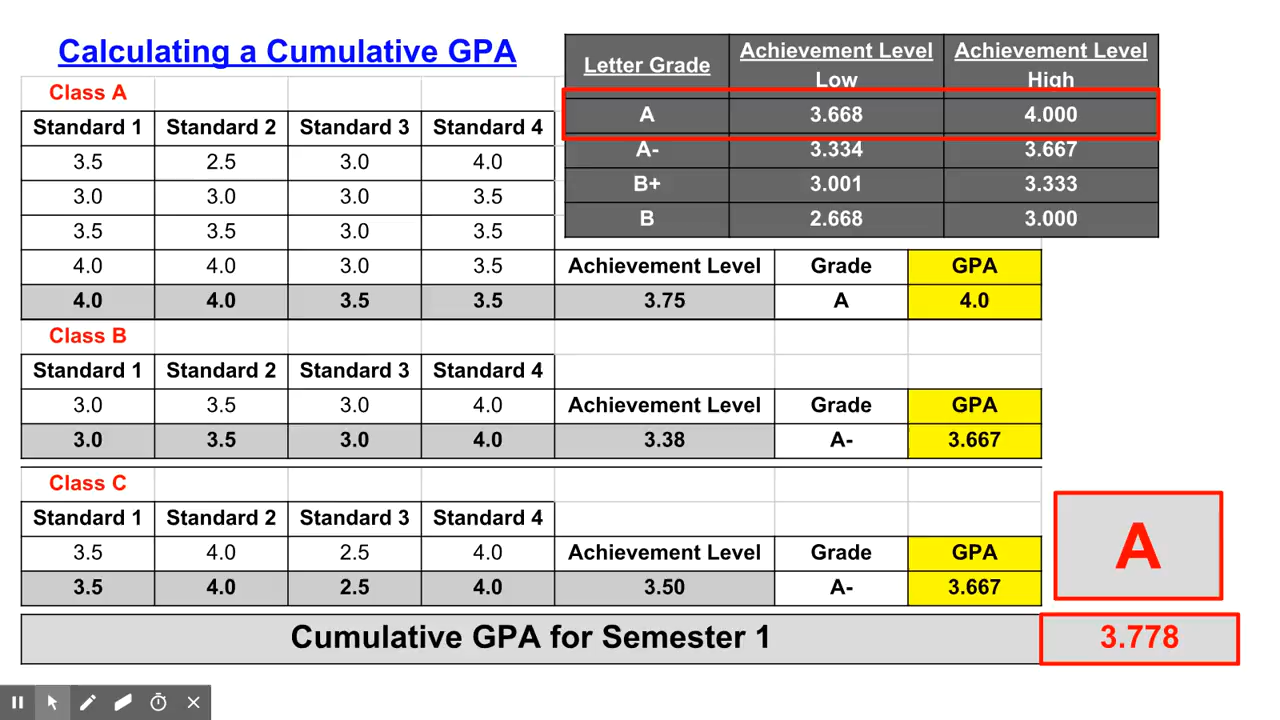 Calculating a Cumulative GPA
Letter Grade Achievement Level Low Achievement Level High
A 3.668 4.000
A- 3.334 3.667
B+ 3.001 3.333
B 2.668 3.000
Class A
Standard 1 Standard 2 Standard 3 Standard 4
3.5 2.5 3.0 4.0
3.0 3.0 3.0 3.5
3.5 3.5 3.0 3.5
4.0 4.0 3.0 3.5 Achievement Level Grade GPA
4.0 4.0 3.5 3.5 3.75 A 4.0
Class B
Standard 1 Standard 2 Standard 3 Standard 4
3.0 3.5 3.0 4.0 Achievement Level Grade GPA
3.0 3.5 3.0 4.0 3.38 A- 3.667
Class C
Standard 1 Standard 2 Standard 3 Standard 4
3.5 4.0 2.5 4.0 Achievement Level Grade GPA
3.5 4.0 2.5 4.0 3.50 A- 3.667
A
Cumulative GPA for Semester 1 3.778